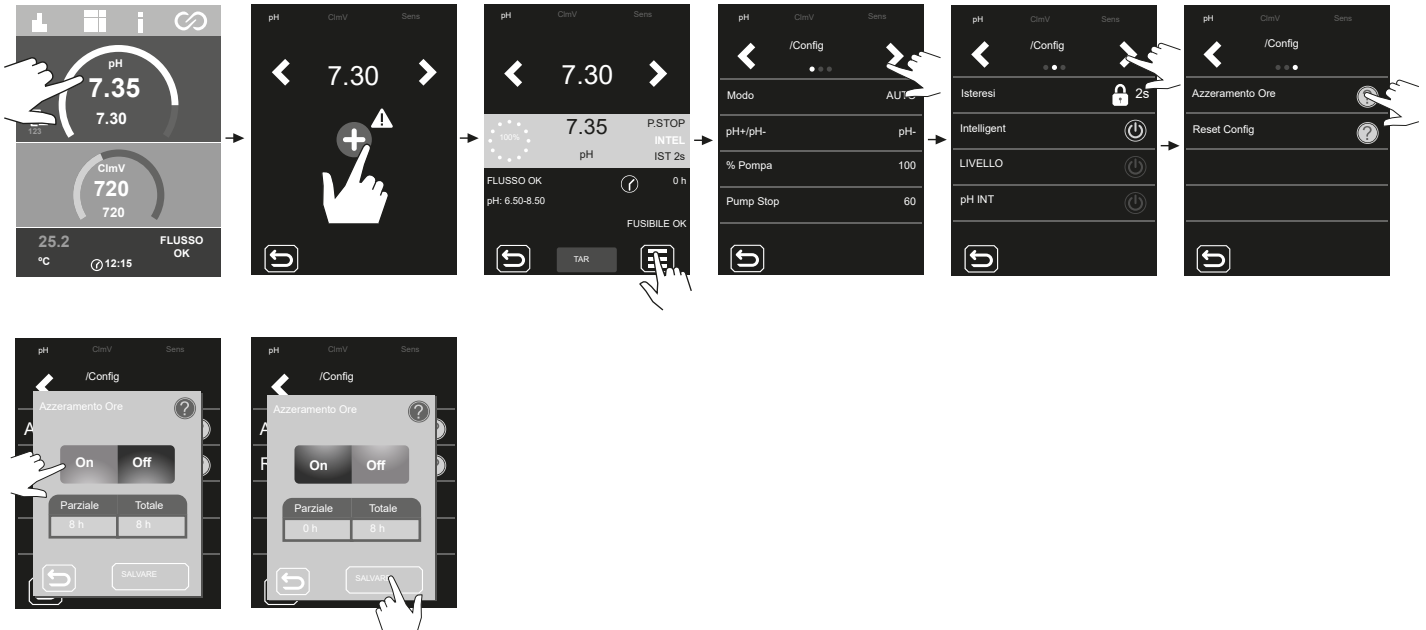 pH
7.35
7.30
123
ClmV
720
720
25.2
ºC
12:15
FLUSSO
OK
pH ClmV Sens
7.30
pH ClmV Sens
7.30
100%
7.35
pH
P.STOP
INTEL
IST 2s
FLUSSO OK
0 h
pH: 6.50-8.50
FUSIBILE OK
TAR
pH ClmV Sens
/Config
Modo AUTO
pH+/pH- pH-
% Pompa 100
Pump Stop 60
pH ClmV Sens
/Config
Isteresi 2s
Intelligent
LIVELLO
pH INT
pH ClmV Sens
/Config
Azzeramento Ore ?
Reset Config ?
pH ClmV Sens
/Config
Azzeramento Ore ?
A
On Off
Parziale Totale
8 h 8 h
SALVARE
pH ClmV Sens
/Config
Azzeramento Ore ?
A
R
On Off
Parziale Totale
0 h 8 h
SALVARE